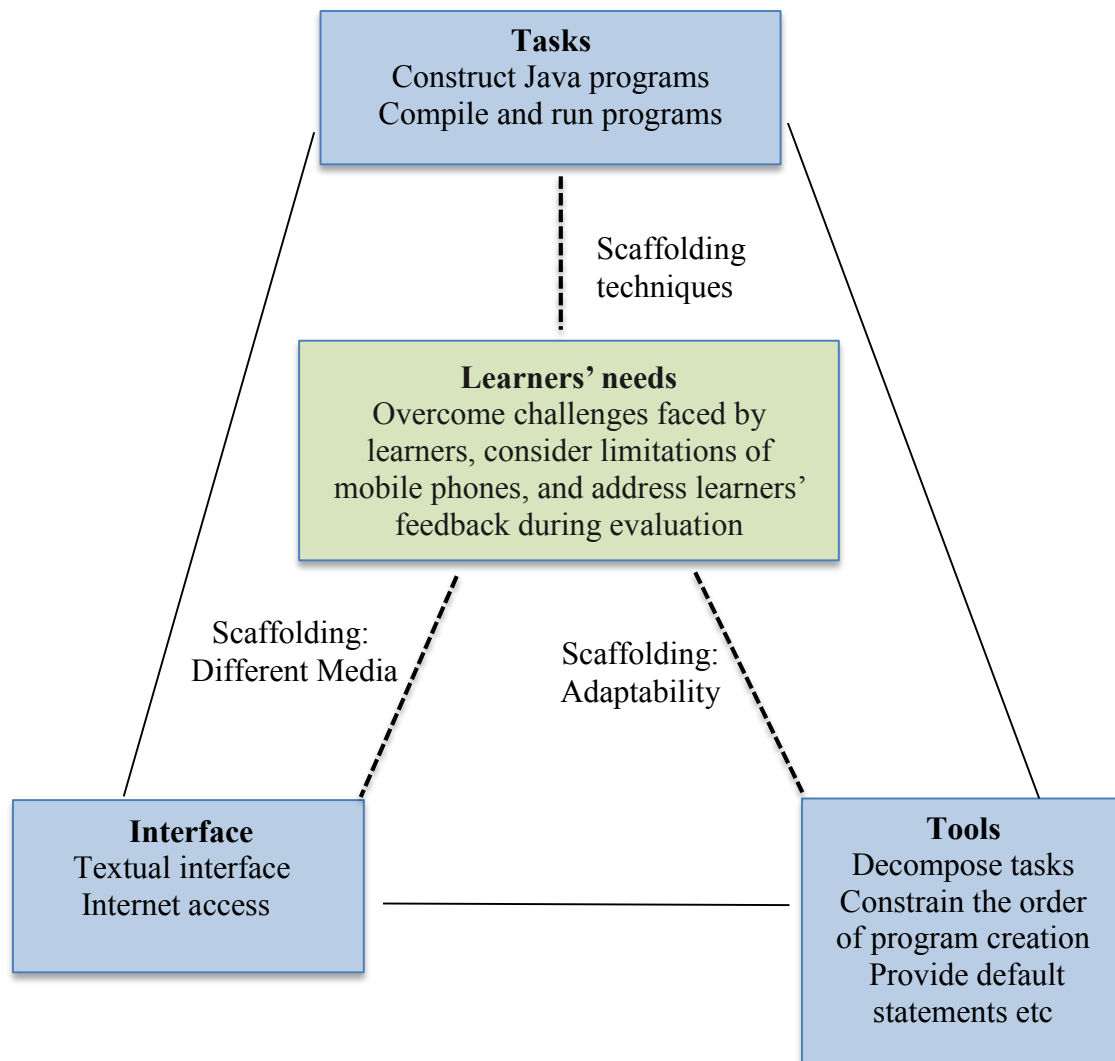 Tasks
Construct Java programs
Compile and run programs
Scaffolding
techniques
Learners’ needs
Overcome challenges faced by
learners, consider limitations of
mobile phones, and address learners’
feedback during evaluation
Scaffolding:
Different Media
Scaffolding:
Adaptability
Interface
Textual interface
Internet access
Tools
Decompose tasks
Constrain the order
of program creation
Provide default
statements etc